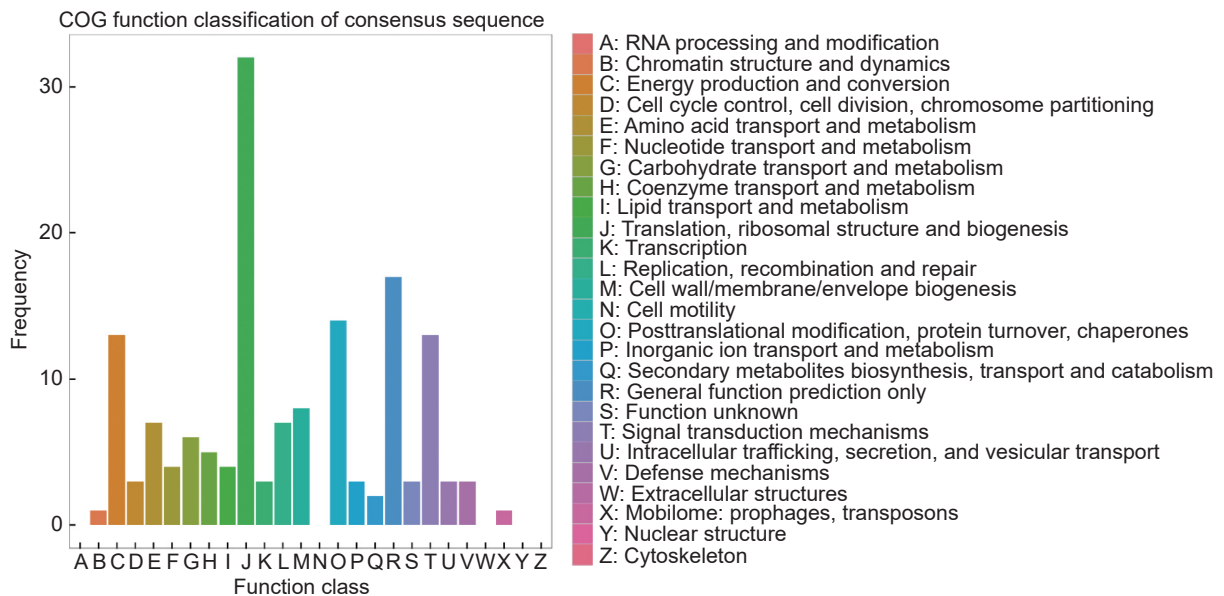 COG function classification of consensus sequence
Frequency
30
20
10
0
A B C D E F G H I J K L M N O P Q R S T U V W X Y Z
Function class
A: RNA processing and modification
B: Chromatin structure and dynamics
C: Energy production and conversion
D: Cell cycle control, cell division, chromosome partitioning
E: Amino acid transport and metabolism
F: Nucleotide transport and metabolism
G: Carbohydrate transport and metabolism
H: Coenzyme transport and metabolism
I: Lipid transport and metabolism
J: Translation, ribosomal structure and biogenesis
K: Transcription
L: Replication, recombination and repair
M: Cell wall/membrane/envelope biogenesis
N: Cell motility
O: Posttranslational modification, protein turnover, chaperones
P: Inorganic ion transport and metabolism
Q: Secondary metabolites biosynthesis, transport and catabolism
R: General function prediction only
S: Function unknown
T: Signal transduction mechanisms
U: Intracellular trafficking, secretion, and vesicular transport
V: Defense mechanisms
W: Extracellular structures
X: Mobilome: prophages, transposons
Y: Nuclear structure
Z: Cytoskeleton